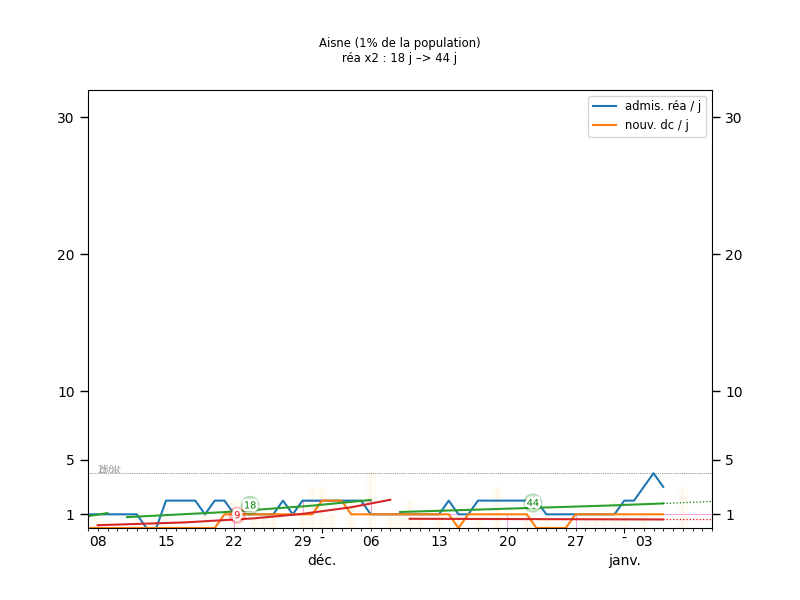 Aisne (1% de la population)
réa x2 : 18 j –> 44 j
admis. réa / j
nouv. dc / j
30 30
20 20
10 10
5 5
1 1
18
9
44
08 15 22 29 - 06 13 20 27 - 03
déc. janv.